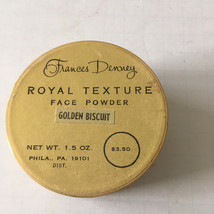 Frances Denney
ROYAL TEXTURE
FACE POWDER
GOLDEN BISCUIT
NET WT. 1.5 OZ.
$3.50
PHILA., PA. 19101
DIST.